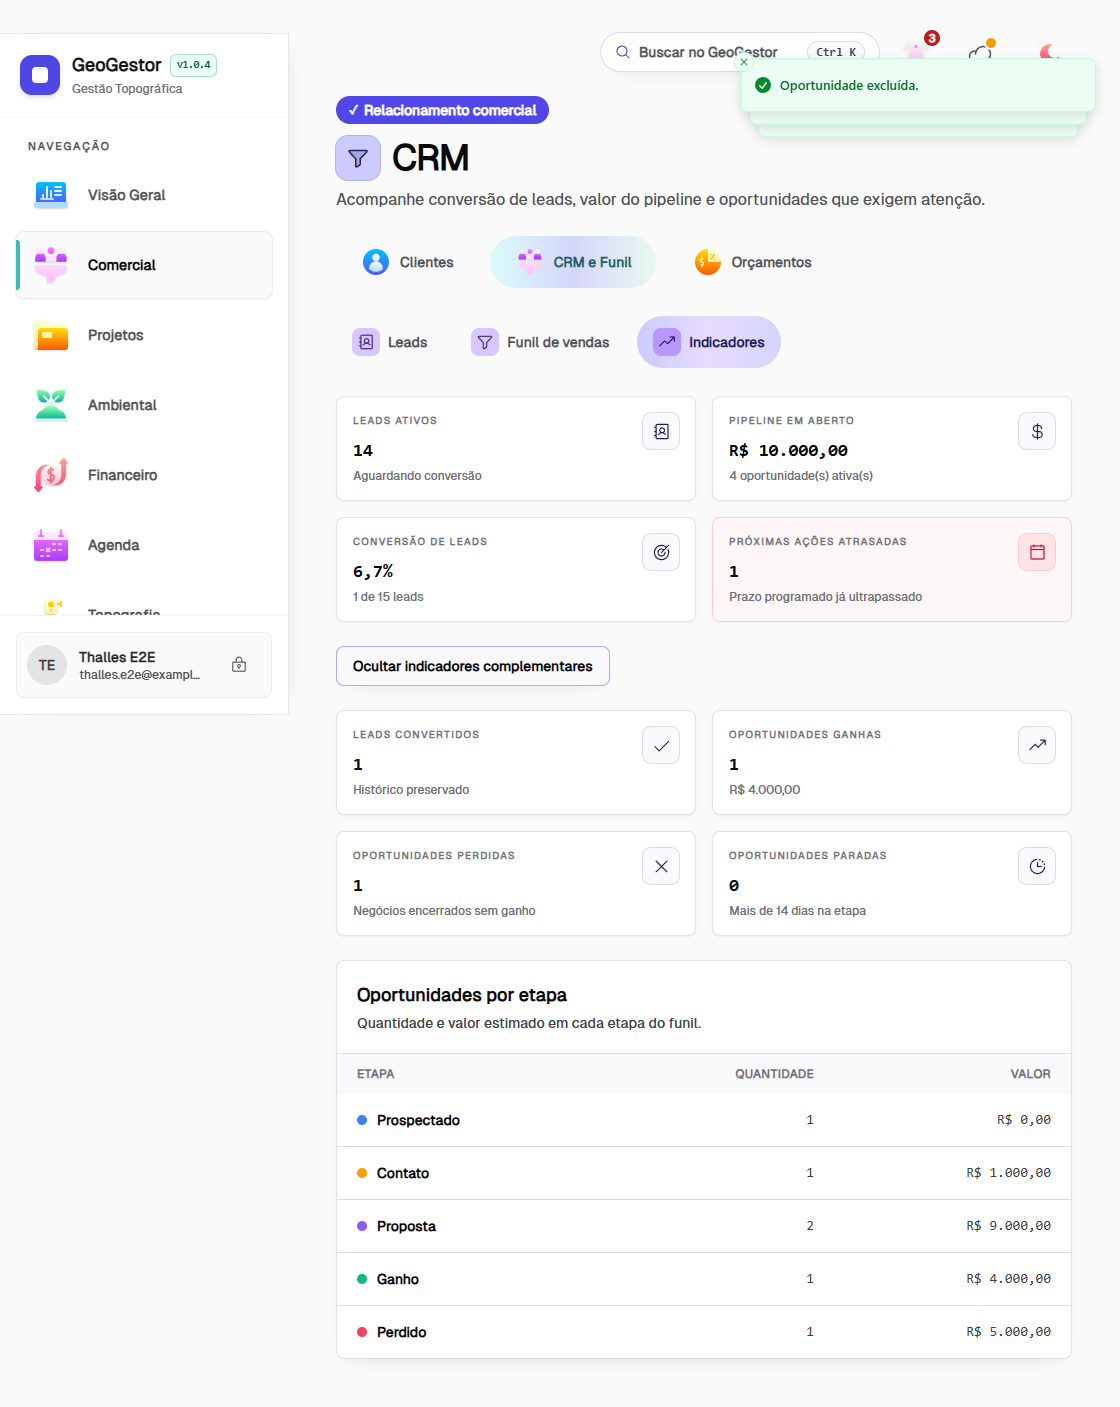 GeoGestor
v1.0.4
Gestão Topográfica
NAVEGAÇÃO
Visão Geral
Comercial
Projetos
Ambiental
Financeiro
Agenda
Topografia
TE
Thalles E2E
thalles.e2e@exampl...
Buscar no GeoGestor
Ctrl K
3
Oportunidade excluída.
✓ Relacionamento comercial
CRM
Acompanhe conversão de leads, valor do pipeline e oportunidades que exigem atenção.
Clientes
CRM e Funil
Orçamentos
Leads
Funil de vendas
Indicadores
LEADS ATIVOS
14
Aguardando conversão
PIPELINE EM ABERTO
R$ 10.000,00
4 oportunidade(s) ativa(s)
CONVERSÃO DE LEADS
6,7%
1 de 15 leads
PRÓXIMAS AÇÕES ATRASADAS
1
Prazo programado já ultrapassado
Ocultar indicadores complementares
LEADS CONVERTIDOS
1
Histórico preservado
OPORTUNIDADES GANHAS
1
R$ 4.000,00
OPORTUNIDADES PERDIDAS
1
Negócios encerrados sem ganho
OPORTUNIDADES PARADAS
0
Mais de 14 dias na etapa
Oportunidades por etapa
Quantidade e valor estimado em cada etapa do funil.
ETAPA QUANTIDADE VALOR
Prospectado 1 R$ 0,00
Contato 1 R$ 1.000,00
Proposta 2 R$ 9.000,00
Ganho 1 R$ 4.000,00
Perdido 1 R$ 5.000,00